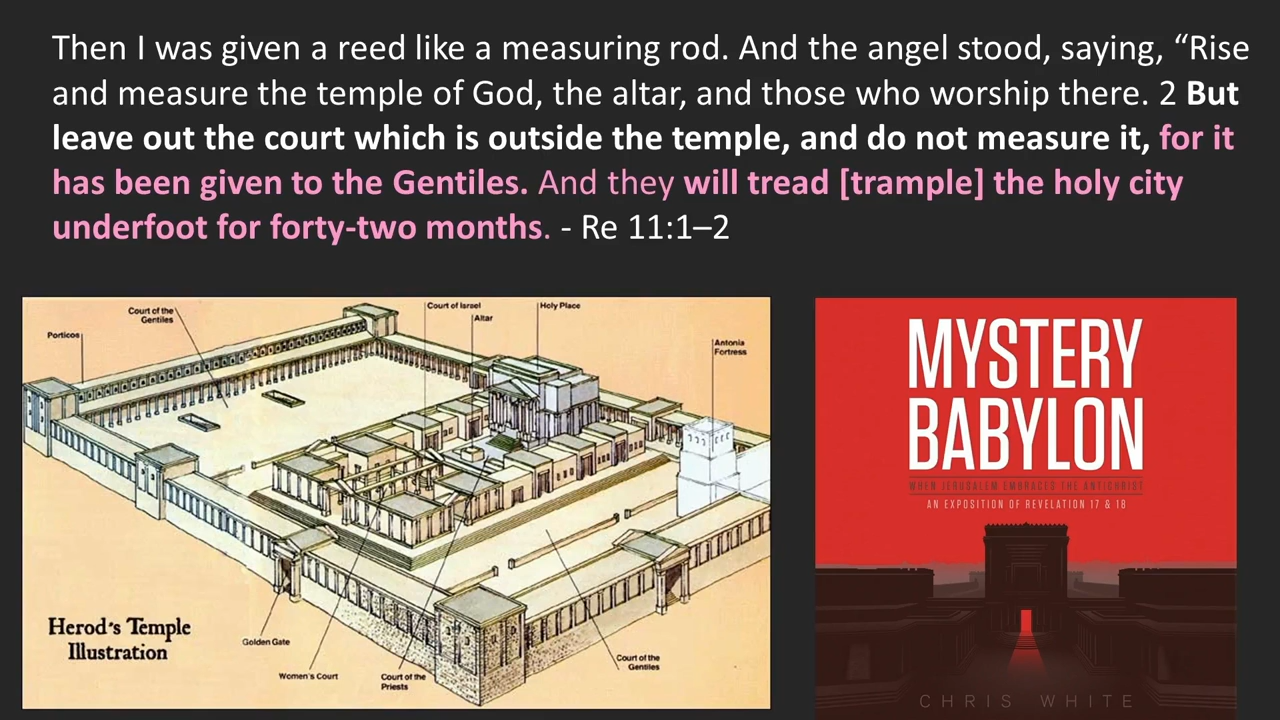 Then I was given a reed like a measuring rod. And the angel stood, saying, “Rise
and measure the temple of God, the altar, and those who worship there. 2 But
leave out the court which is outside the temple, and do not measure it, for it
has been given to the Gentiles. And they will tread [trample] the holy city
underfoot for forty-two months. - Re 11:1–2
Court of the
Gentiles
Porticos
Court of Israel
Altar
Holy Place
Antonia
Fortress
Herod's Temple
Illustration
Golden Gate
Women's Court
Court of the
Priests
Court of the
Gentiles
MYSTERY
BABYLON
WHEN JERUSALEM EMBRACES THE ANTICHRIST
AN EXPOSITION OF REVELATION 17 & 18
CHRIS WHITE